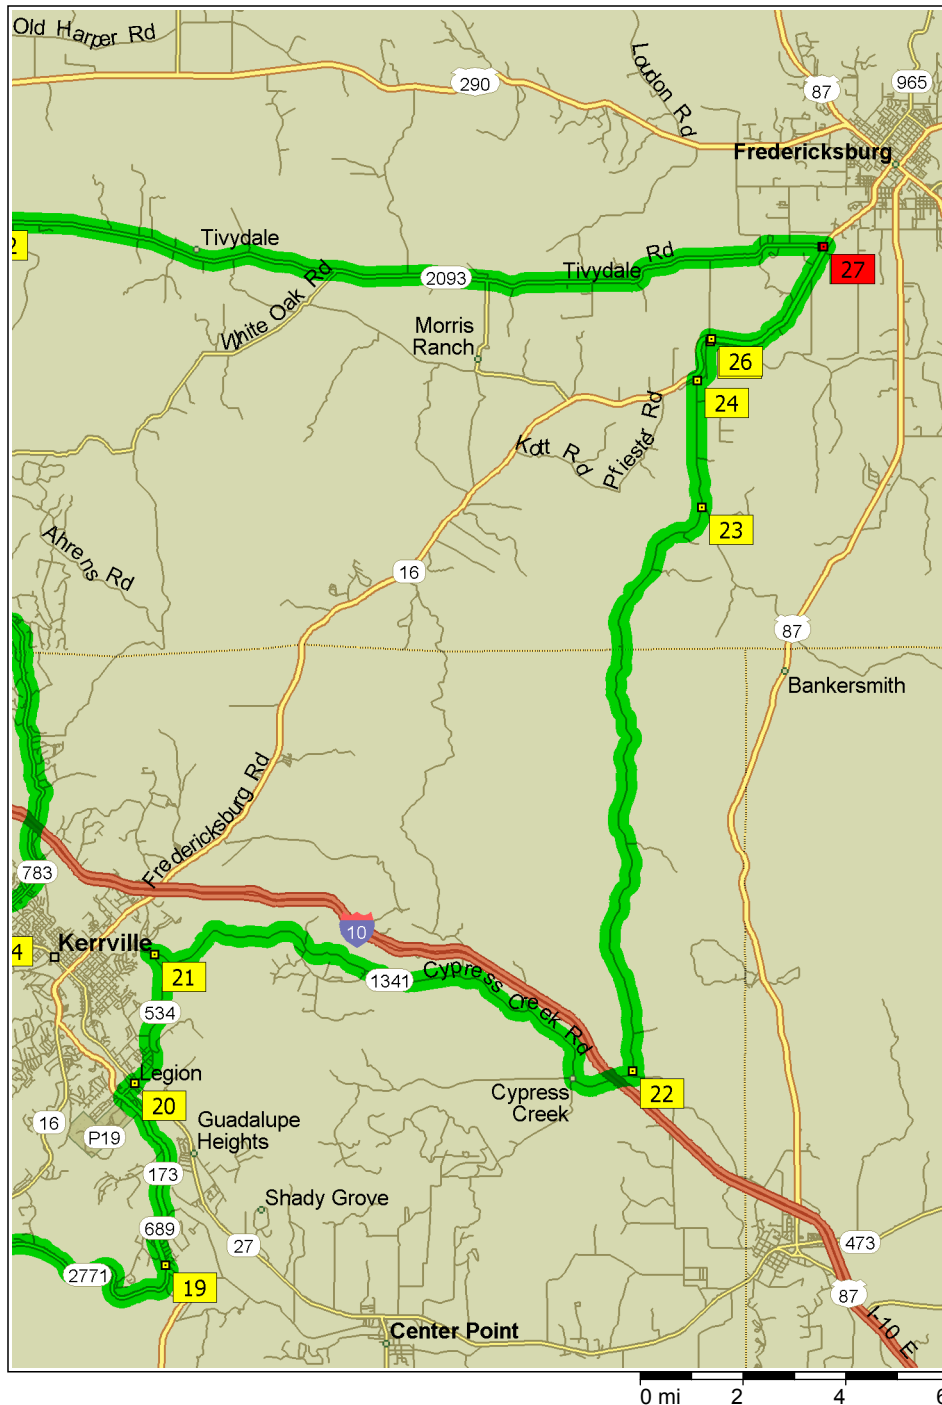 Old Harper Rd
290
Loudon Rd
87
965
Fredericksburg
2
Tivydale
2093
Tivydale Rd
27
White Oak Rd
Morris
Ranch
26
24
Kott Rd
Pfiester Rd
23
Ahrens Rd
16
87
Bankersmith
Fredericksburg Rd
783
4
Kerrville
21
10
1341
Cypress Creek Rd
534
Legion
20
Cypress
Creek
22
16
P19
Guadalupe
Heights
173
Shady Grove
689
27
473
2771
19
87
I-10 E
Center Point
0 mi 2 4 6